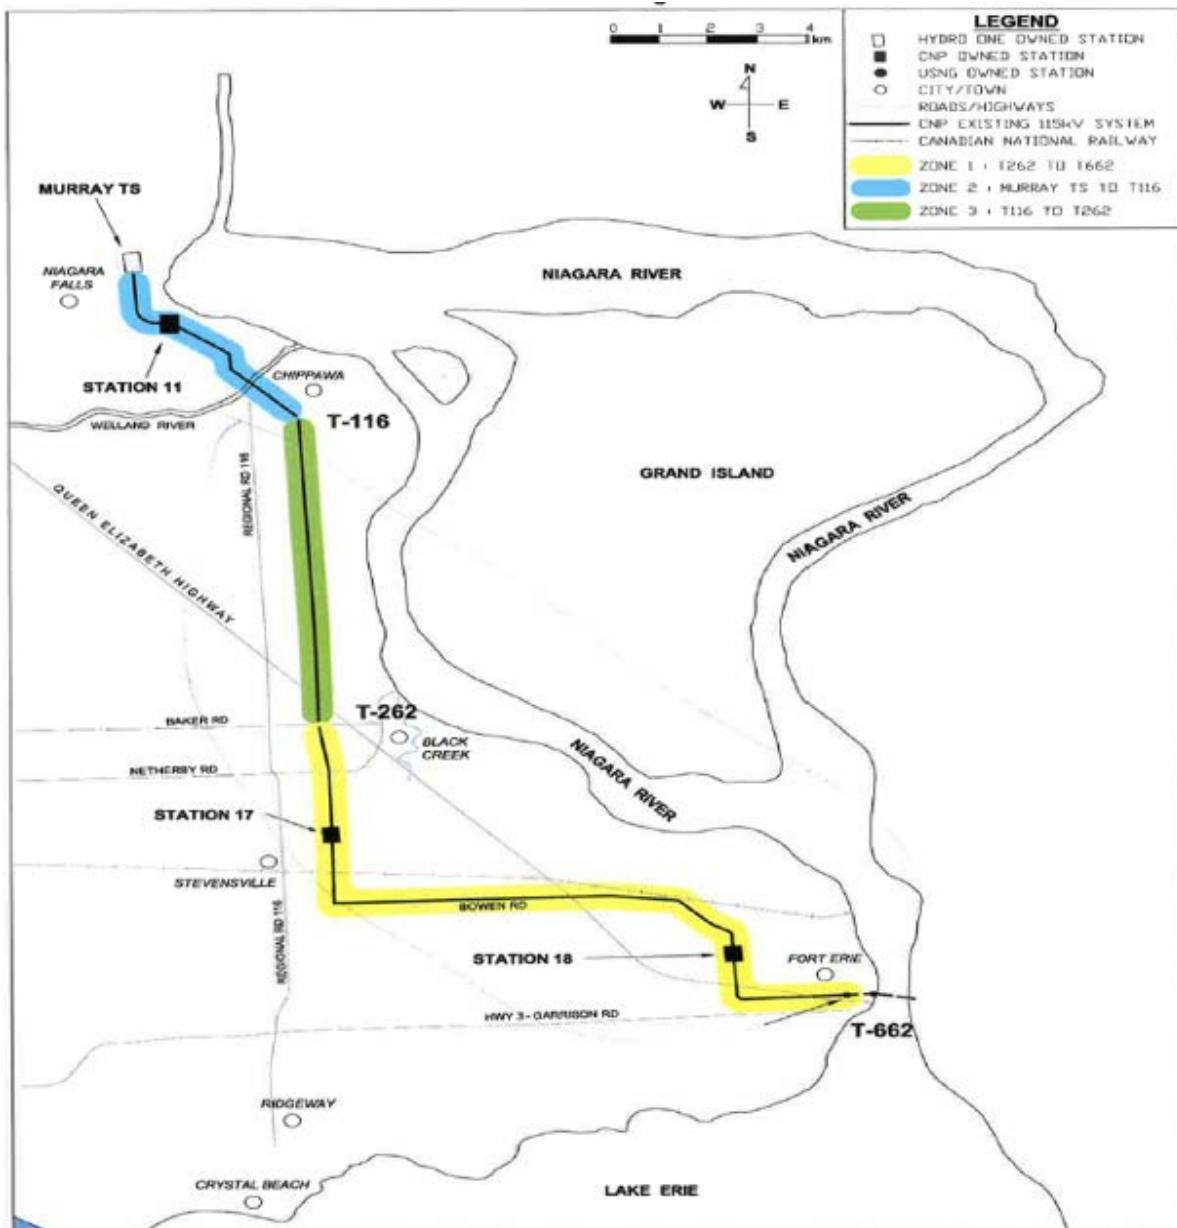 0 1 2 3 4
km
LEGEND
HYDRO ONE OWNED STATION
CNP OWNED STATION
USNG OWNED STATION
CITY/TOWN
ROADS/HIGHWAYS
CNP EXISTING 115kV SYSTEM
CANADIAN NATIONAL RAILWAY
ZONE 1 : T262 TO T662
ZONE 2 : MURRAY TS TO T116
ZONE 3 : T116 TO T262
N
W E
S
MURRAY TS
NIAGARA
FALLS
NIAGARA RIVER
STATION 11
CHIPPAWA
T-116
WELLAND RIVER
REGIONAL RD 116
GRAND ISLAND
NIAGARA RIVER
QUEEN ELIZABETH HIGHWAY
BAKER RD
T-262
BLACK
CREEK
NETHERBY RD
NIAGARA RIVER
STATION 17
STEVENSVILLE
REGIONAL RD 116
BOWEN RD
STATION 18
FORT ERIE
HWY 3 - GARRISON RD
T-662
RIDGEWAY
CRYSTAL BEACH
LAKE ERIE